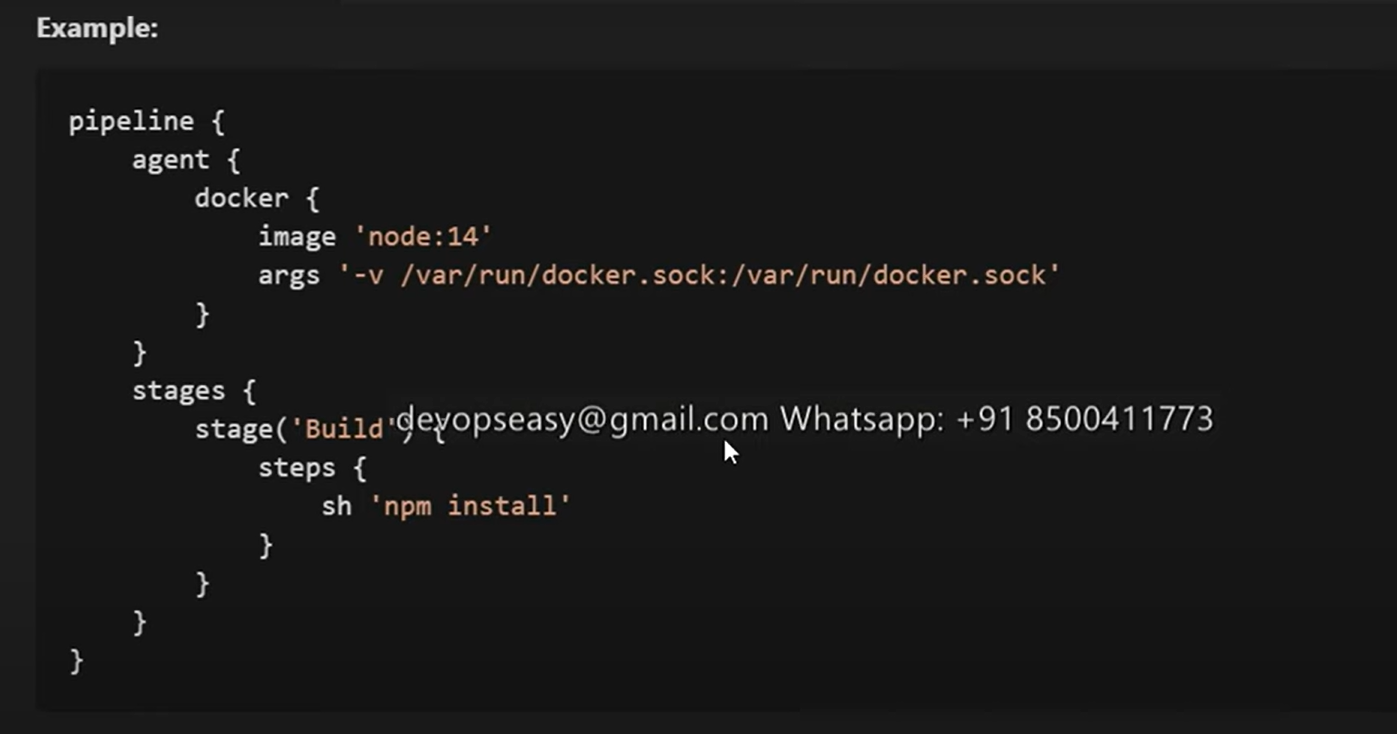 Example:
pipeline {
    agent {
        docker {
            image 'node:14'
            args '-v /var/run/docker.sock:/var/run/docker.sock'
        }
    }
    stages {
        stage('Build') {
devopseasy@gmail.com Whatsapp: +91 8500411773
            steps {
                sh 'npm install'
            }
        }
    }
}